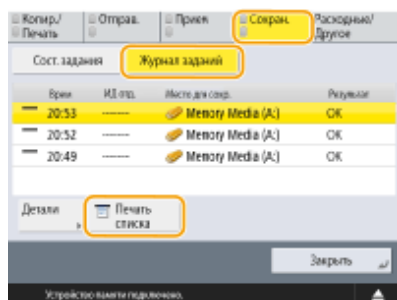 Копир./ Отправ. Прием Сохран. Расходные/
Печать Другое
Сост. задания Журнал заданий
Время ИД отд. Место для сохр. Результат
20:53 ------- Memory Media (A:) OK
20:52 ------- Memory Media (A:) OK
20:49 ------- Memory Media (A:) OK
Детали Печать
списка
Закрыть
Устройство памяти подключено.